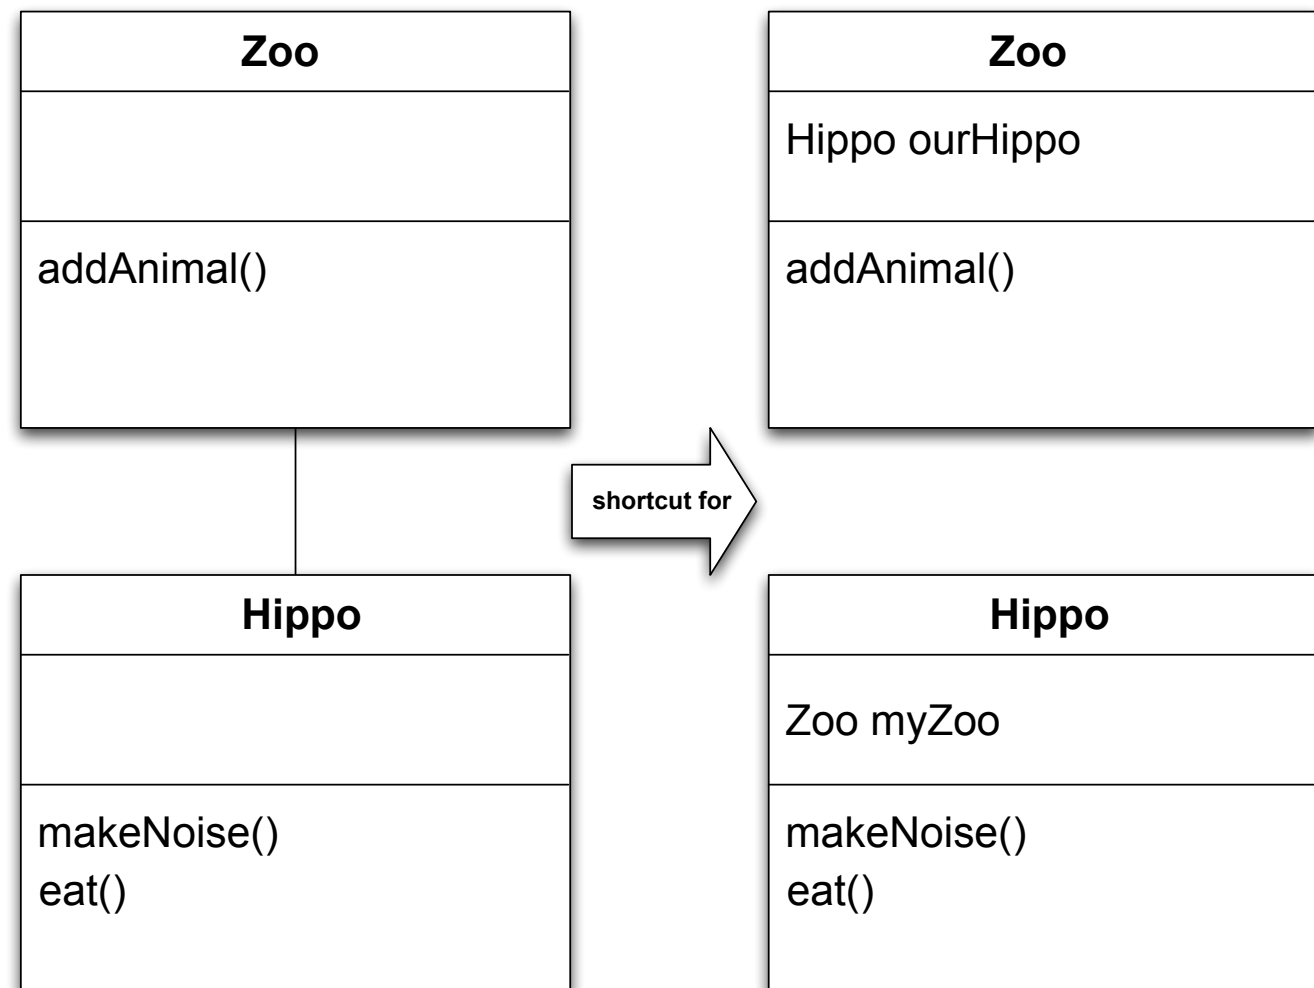 Zoo
addAnimal()
Hippo
makeNoise()
eat()
shortcut for
Zoo
Hippo ourHippo
addAnimal()
Hippo
Zoo myZoo
makeNoise()
eat()